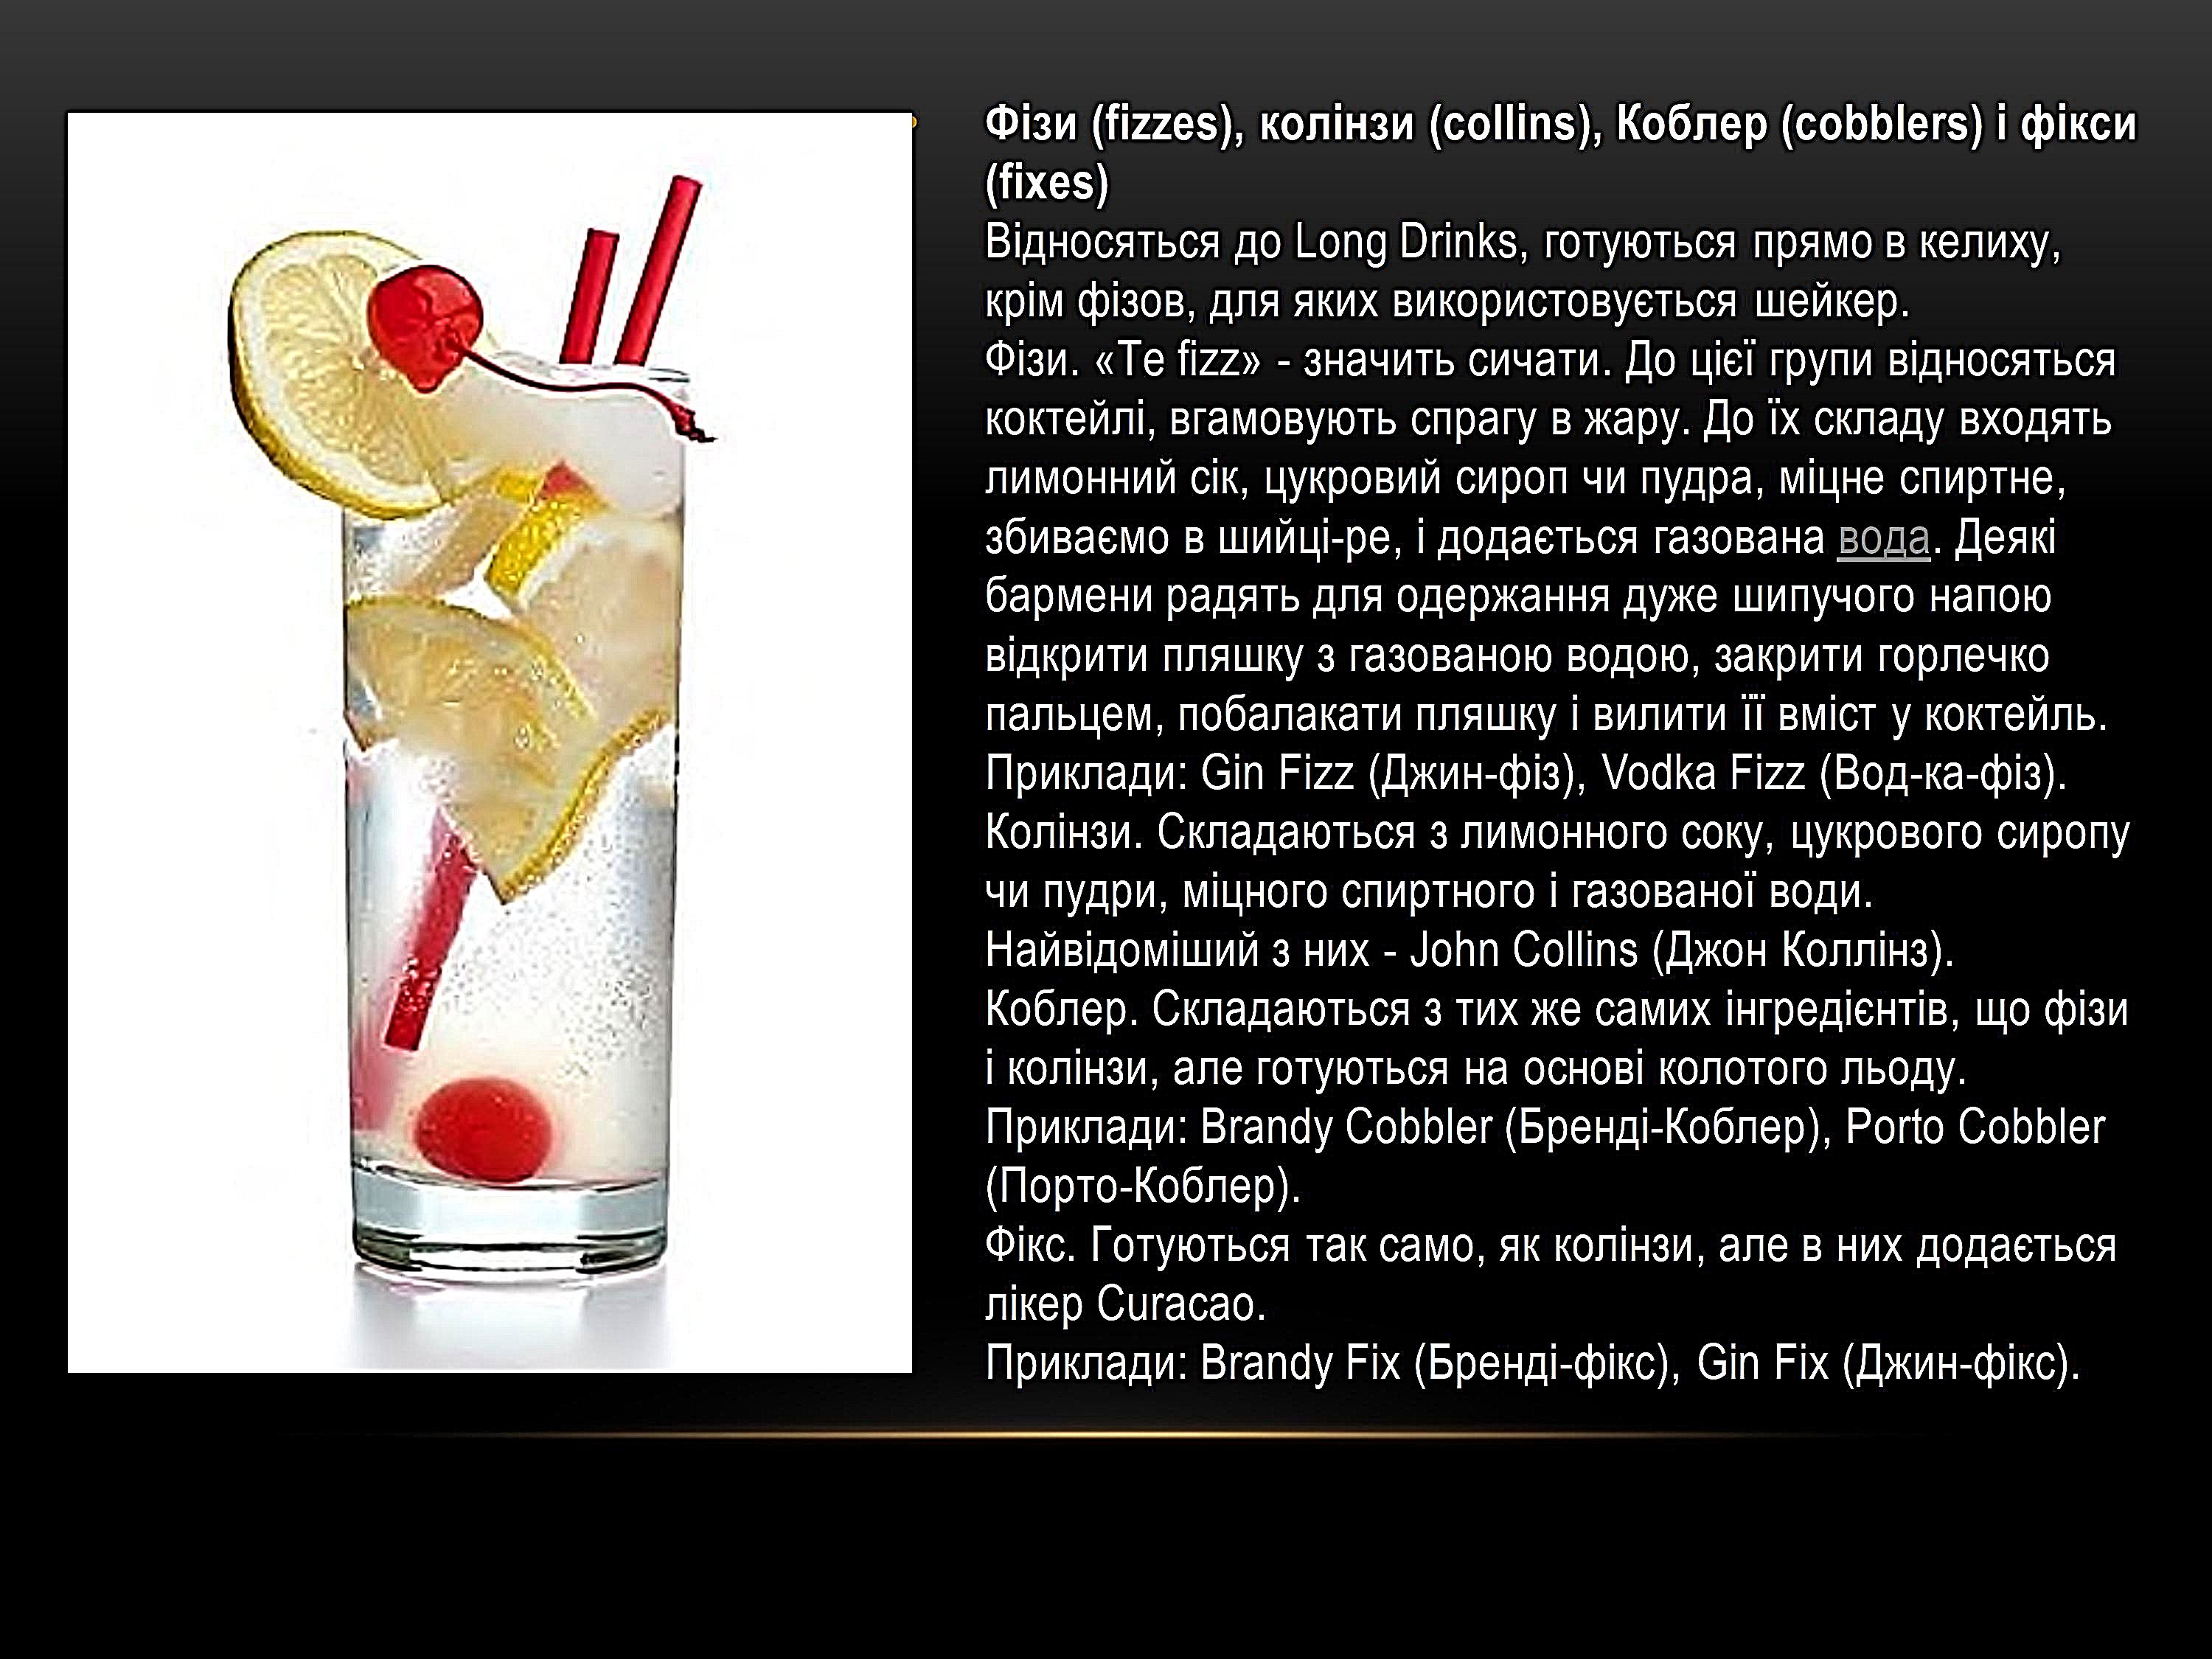 Фізи (fizzes), колінзи (collins), Коблер (cobblers) і фікси
(fixes)
Відносяться до Long Drinks, готуються прямо в келиху,
крім фізов, для яких використовується шейкер.
Фізи. «Те fizz» - значить сичати. До цієї групи відносяться
коктейлі, вгамовують спрагу в жару. До їх складу входять
лимонний сік, цукровий сироп чи пудра, міцне спиртне,
збиваємо в шийці-ре, і додається газована вода. Деякі
бармени радять для одержання дуже шипучого напою
відкрити пляшку з газованою водою, закрити горлечко
пальцем, побалакати пляшку і вилити її вміст у коктейль.
Приклади: Gin Fizz (Джин-фіз), Vodka Fizz (Вод-ка-фіз).
Колінзи. Складаються з лимонного соку, цукрового сиропу
чи пудри, міцного спиртного і газованої води.
Найвідоміший з них - John Collins (Джон Коллінз).
Коблер. Складаються з тих же самих інгредієнтів, що фізи
і колінзи, але готуються на основі колотого льоду.
Приклади: Brandy Cobbler (Бренді-Коблер), Porto Cobbler
(Порто-Коблер).
Фікс. Готуються так само, як колінзи, але в них додається
лікер Curacao.
Приклади: Brandy Fix (Бренді-фікс), Gin Fix (Джин-фікс).